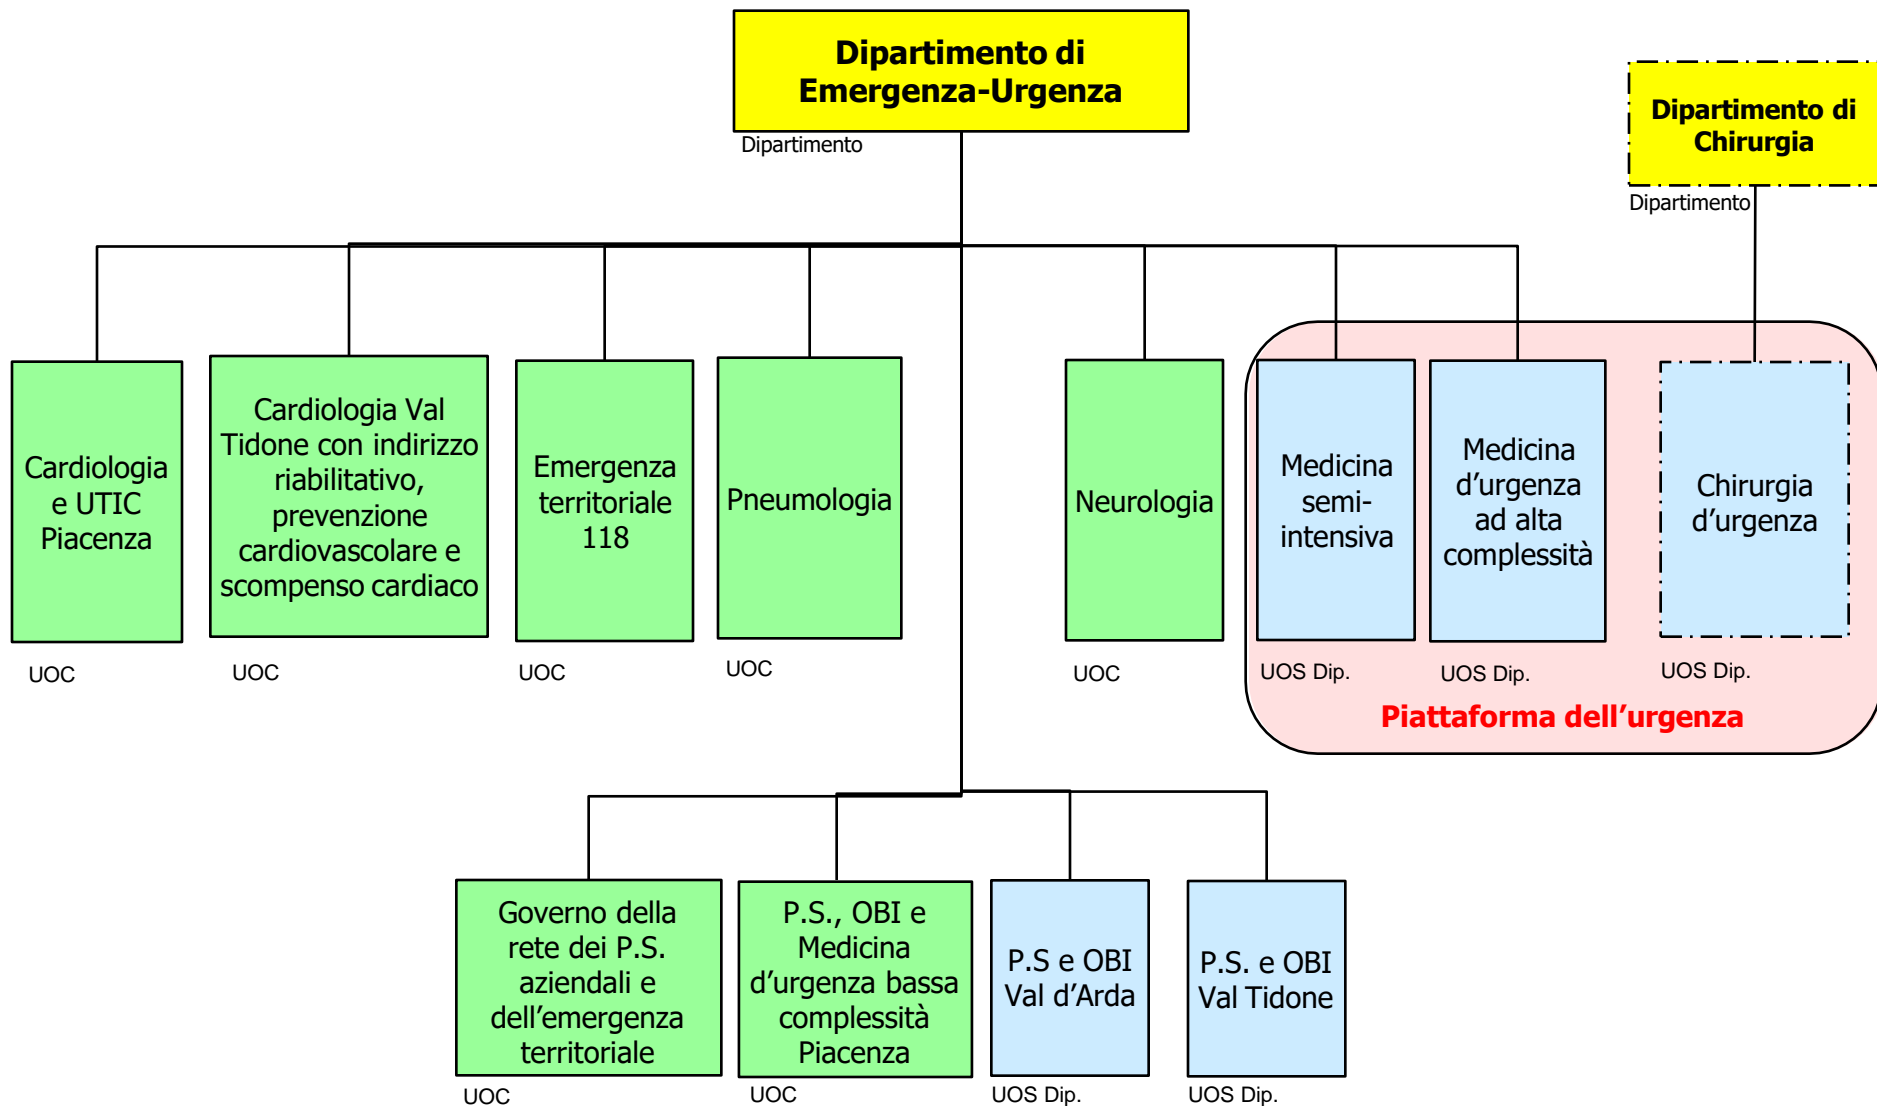 Dipartimento di
Emergenza-Urgenza
Dipartimento
Dipartimento di
Chirurgia
Dipartimento
Cardiologia
e UTIC
Piacenza
UOC
Cardiologia Val
Tidone con indirizzo
riabilitativo,
prevenzione
cardiovascolare e
scompenso cardiaco
UOC
Emergenza
territoriale
118
UOC
Pneumologia
UOC
Neurologia
UOC
Medicina
semi-
intensiva
UOS Dip.
Medicina
d’urgenza
ad alta
complessità
UOS Dip.
Chirurgia
d’urgenza
UOS Dip.
Piattaforma dell’urgenza
Governo della
rete dei P.S.
aziendali e
dell’emergenza
territoriale
UOC
P.S., OBI e
Medicina
d’urgenza bassa
complessità
Piacenza
UOC
P.S e OBI
Val d’Arda
UOS Dip.
P.S. e OBI
Val Tidone
UOS Dip.